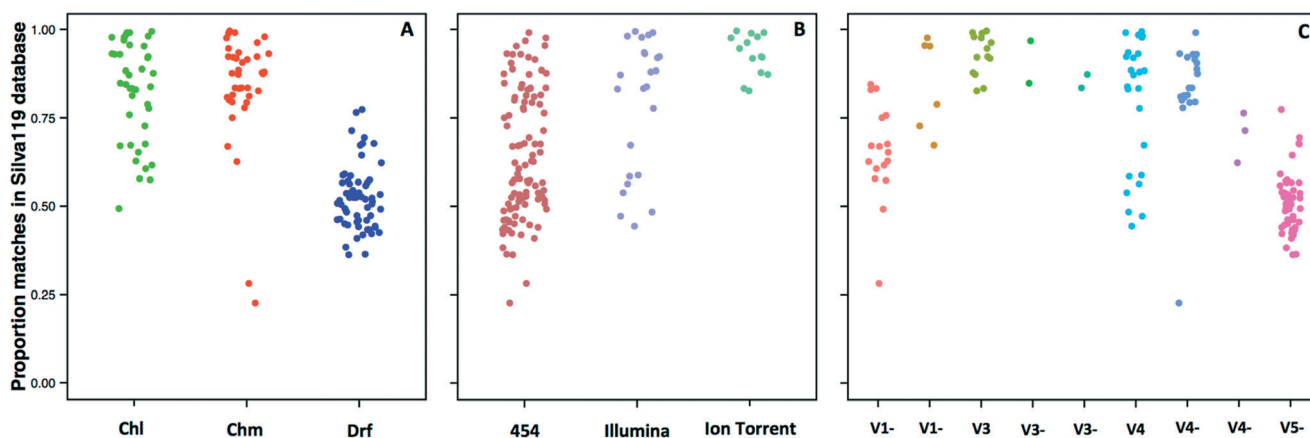 Proportion matches in Silva119 database
1.00
0.75
0.50
0.25
0.00
A
Chl Chm Drf
B
454 Illumina Ion Torrent
C
V1- V1- V3 V3- V3- V4 V4- V4- V5-